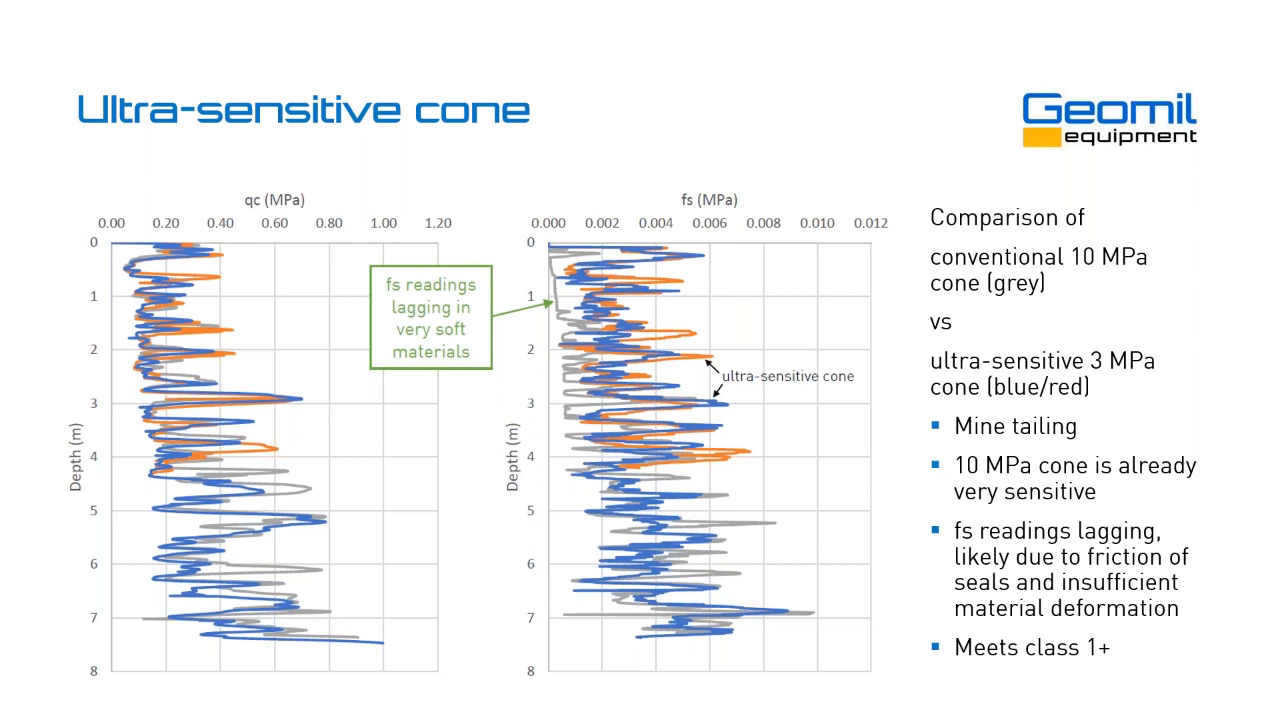 Ultra-sensitive cone
Geomil
equipment
qc (MPa)
0.00 0.20 0.40 0.60 0.80 1.00 1.20
0
1
2
3
4
5
6
7
8
Depth (m)
fs readings
lagging in
very soft
materials
fs (MPa)
0.000 0.002 0.004 0.006 0.008 0.010 0.012
0
1
2
3
4
5
6
7
8
Depth (m)
ultra-sensitive cone
Comparison of
conventional 10 MPa
cone (grey)
vs
ultra-sensitive 3 MPa
cone (blue/red)
▪ Mine tailing
▪ 10 MPa cone is already
very sensitive
▪ fs readings lagging,
likely due to friction of
seals and insufficient
material deformation
▪ Meets class 1+